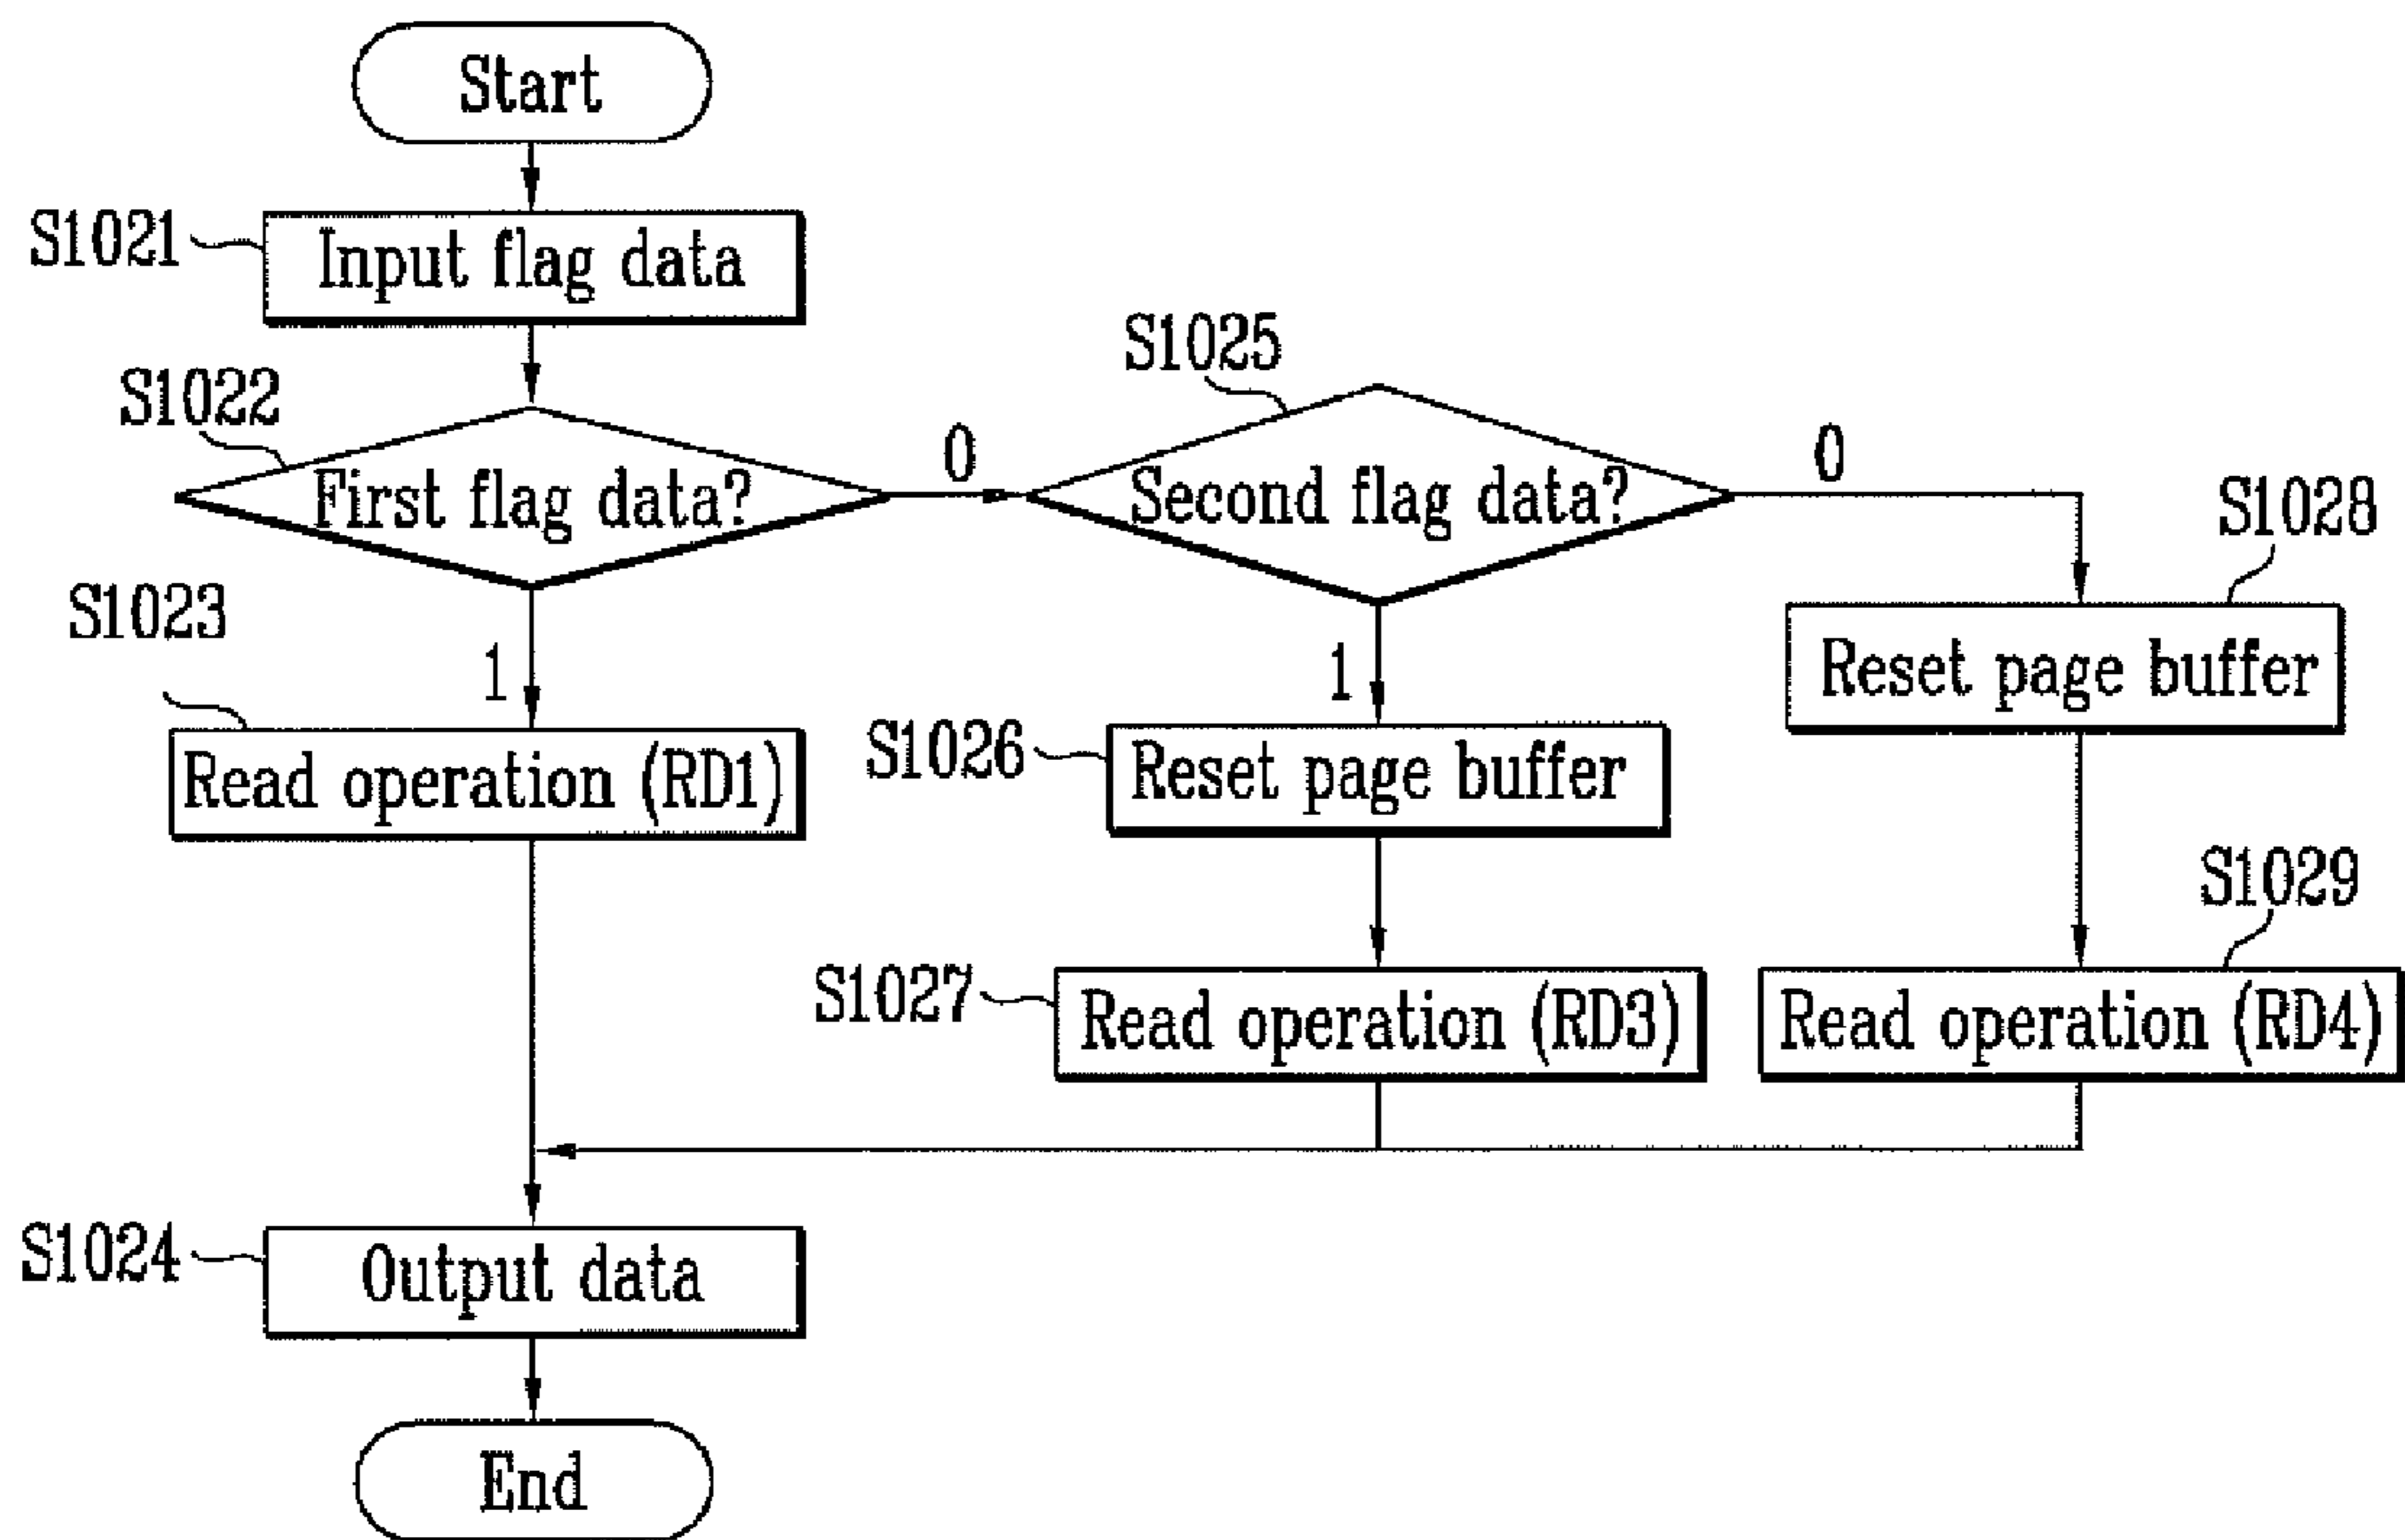 Start
S1021
Input flag data
S1022
First flag data?
0
S1025
Second flag data?
0
S1028
S1023
1
1
Reset page buffer
Read operation (RD1)
S1026
Reset page buffer
S1029
S1027
Read operation (RD3)
Read operation (RD4)
S1024
Output data
End